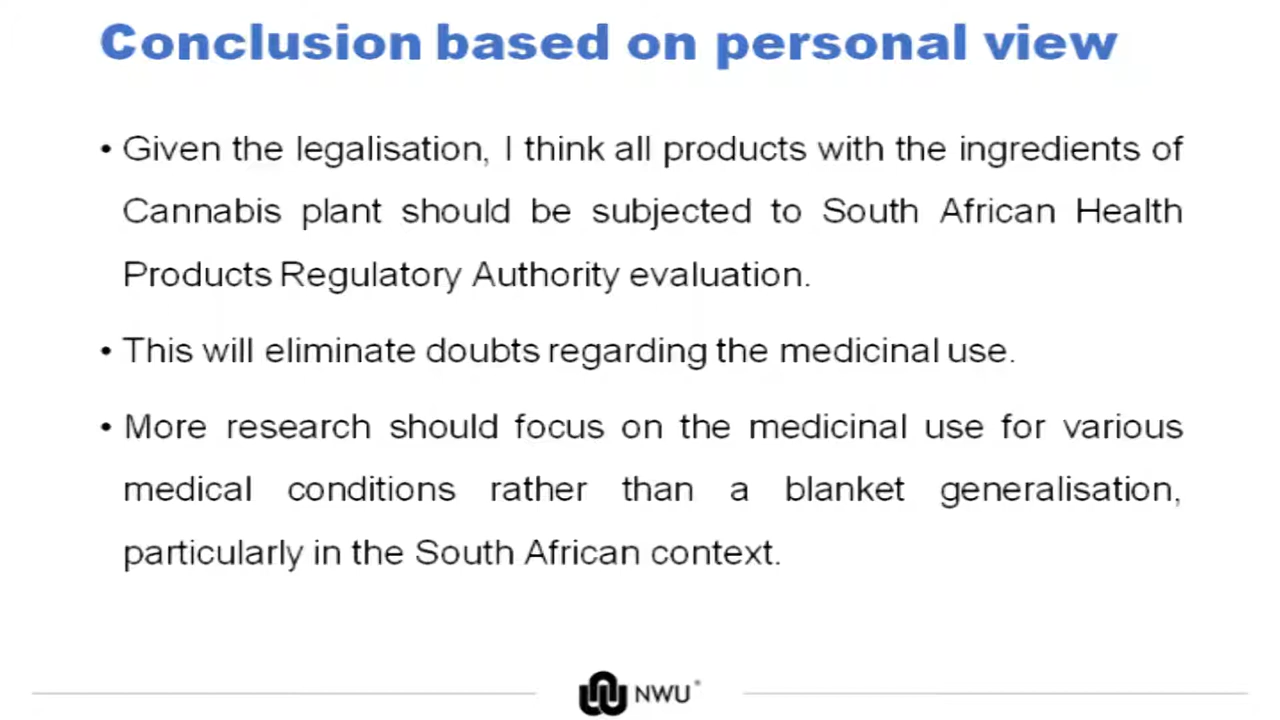 Conclusion based on personal view
• Given the legalisation, I think all products with the ingredients of
Cannabis plant should be subjected to South African Health
Products Regulatory Authority evaluation.
• This will eliminate doubts regarding the medicinal use.
• More research should focus on the medicinal use for various
medical conditions rather than a blanket generalisation,
particularly in the South African context.
NWU®